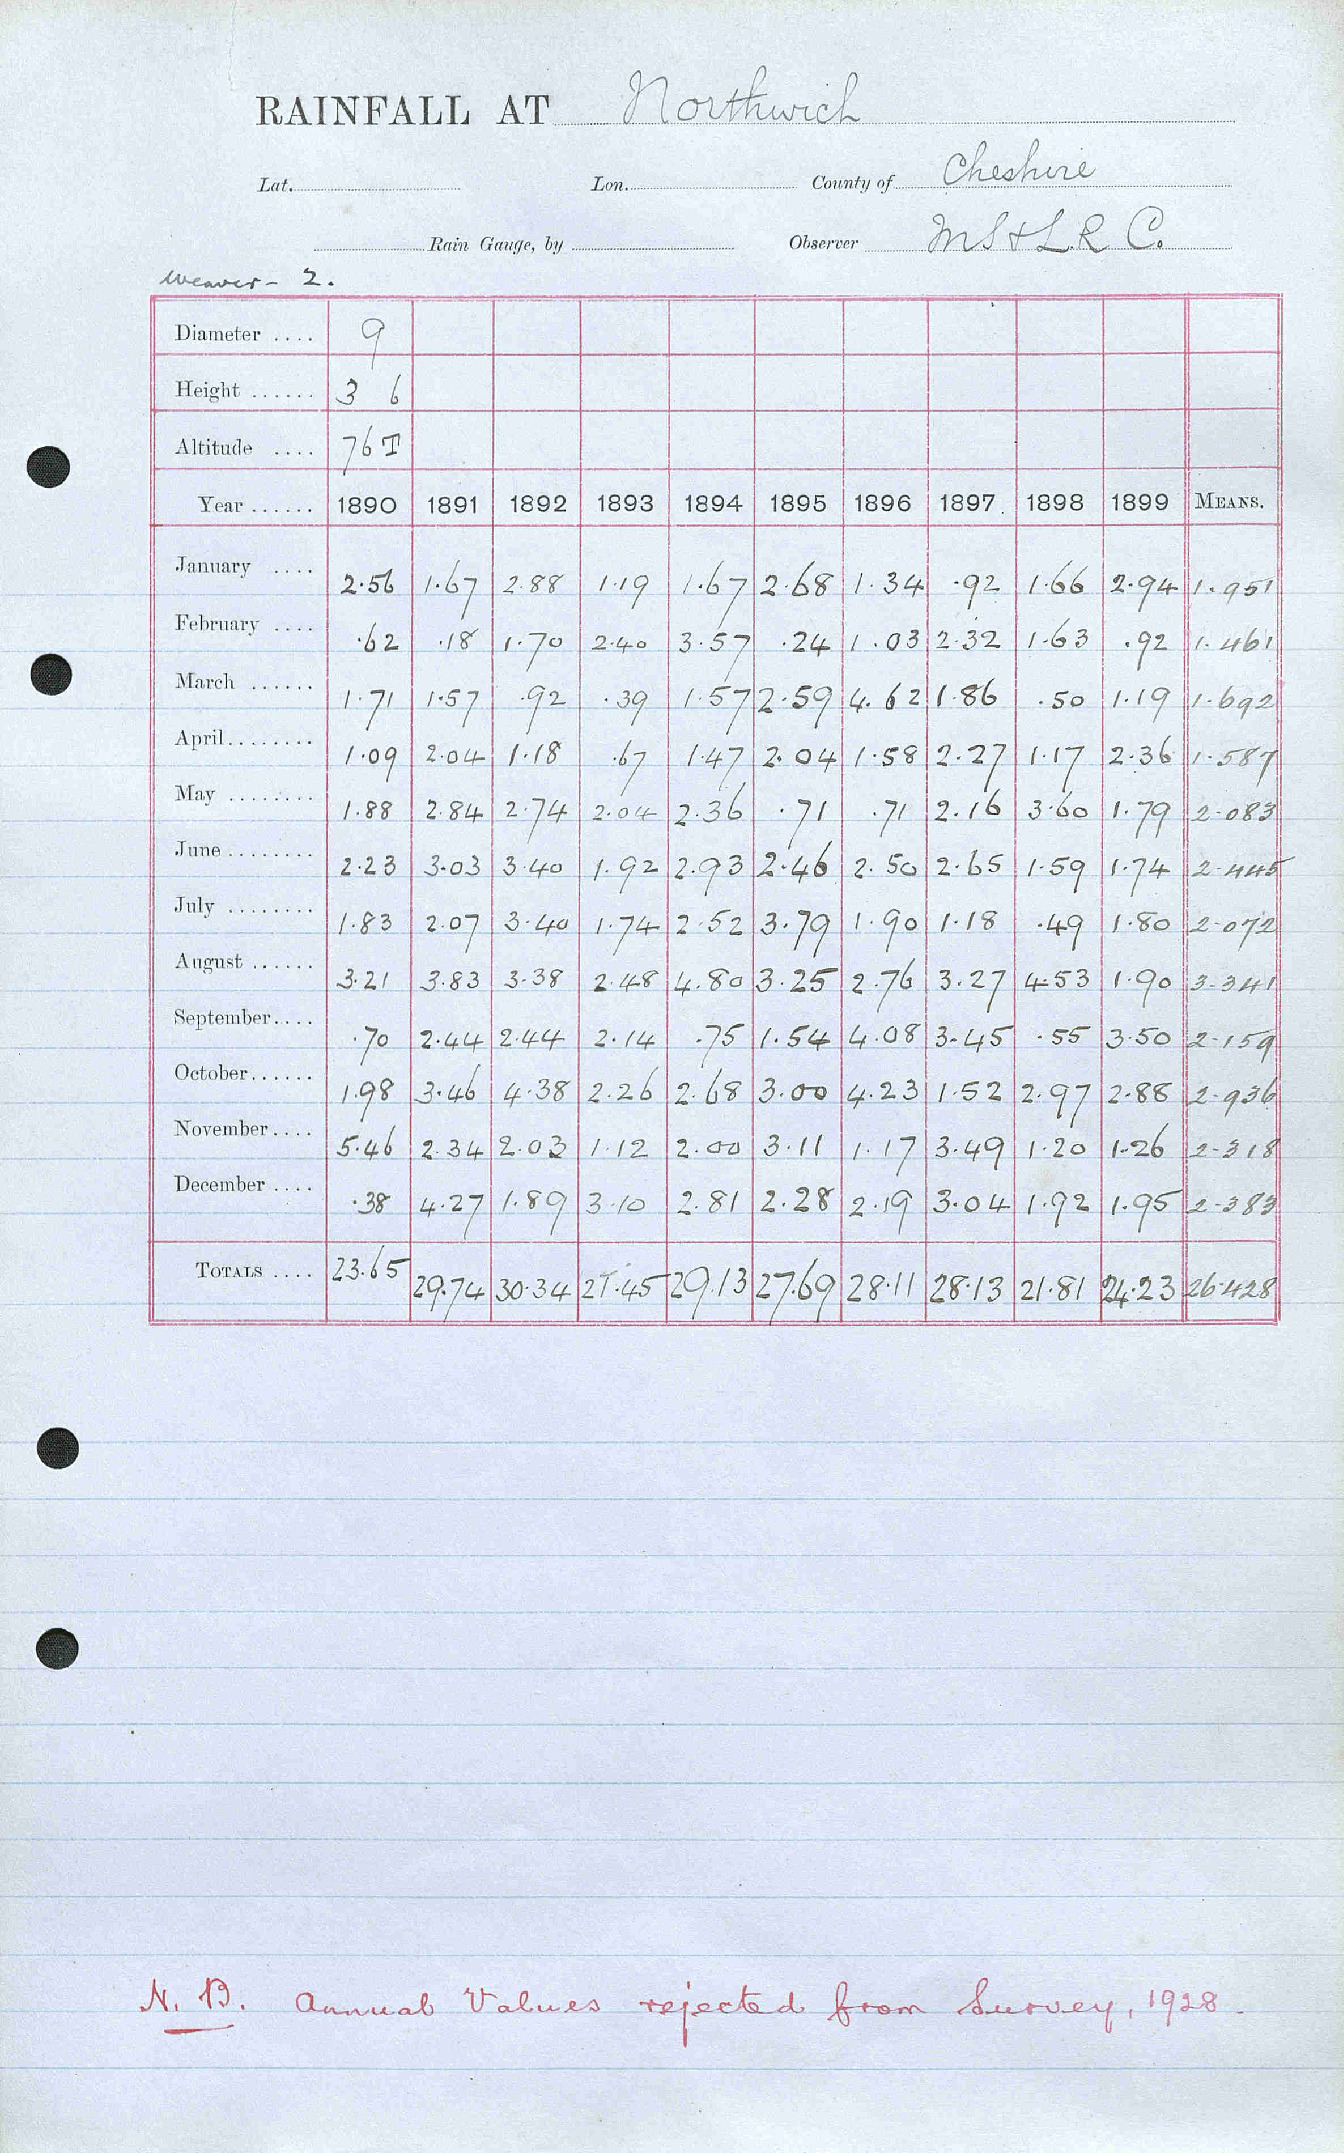 RAINFALL AT Northwich
Lat. Lon. County of Cheshire
Rain Gauge, by Observer M S & L R C.
Weaver - 2.
Diameter .... 9
Height ...... 3 6
Altitude .... 76 T
Year ...... 1890 1891 1892 1893 1894 1895 1896 1897 1898 1899 MEANS.
January .... 2.56 1.67 2.88 1.19 1.67 2.68 1.34 .92 1.66 2.94 1.951
February .... .62 .18 1.70 2.40 3.57 .24 1.03 2.32 1.63 .92 1.461
March ...... 1.71 1.57 .92 .39 1.57 2.59 4.62 1.86 .50 1.19 1.692
April........ 1.09 2.04 1.18 .67 1.47 2.04 1.58 2.27 1.17 2.36 1.587
May ........ 1.88 2.84 2.74 2.04 2.36 .71 .71 2.16 3.60 1.79 2.083
June ........ 2.23 3.03 3.40 1.92 2.93 2.46 2.50 2.65 1.59 1.74 2.445
July ........ 1.83 2.07 3.40 1.74 2.52 3.79 1.90 1.18 .49 1.80 2.072
August ...... 3.21 3.83 3.38 2.48 4.80 3.25 2.76 3.27 4.53 1.90 3.341
September.... .70 2.44 2.44 2.14 .75 1.54 4.08 3.45 .55 3.50 2.159
October...... 1.98 3.46 4.38 2.26 2.68 3.00 4.23 1.52 2.97 2.88 2.936
November.... 5.46 2.34 2.03 1.12 2.00 3.11 1.17 3.49 1.20 1.26 2.318
December .... .38 4.27 1.89 3.10 2.81 2.28 2.19 3.04 1.92 1.95 2.383
TOTALS .... 23.65 29.74 30.34 21.45 29.13 27.69 28.11 28.13 21.81 24.23 26.428
N.B. Annual Values rejected from Survey, 1928.